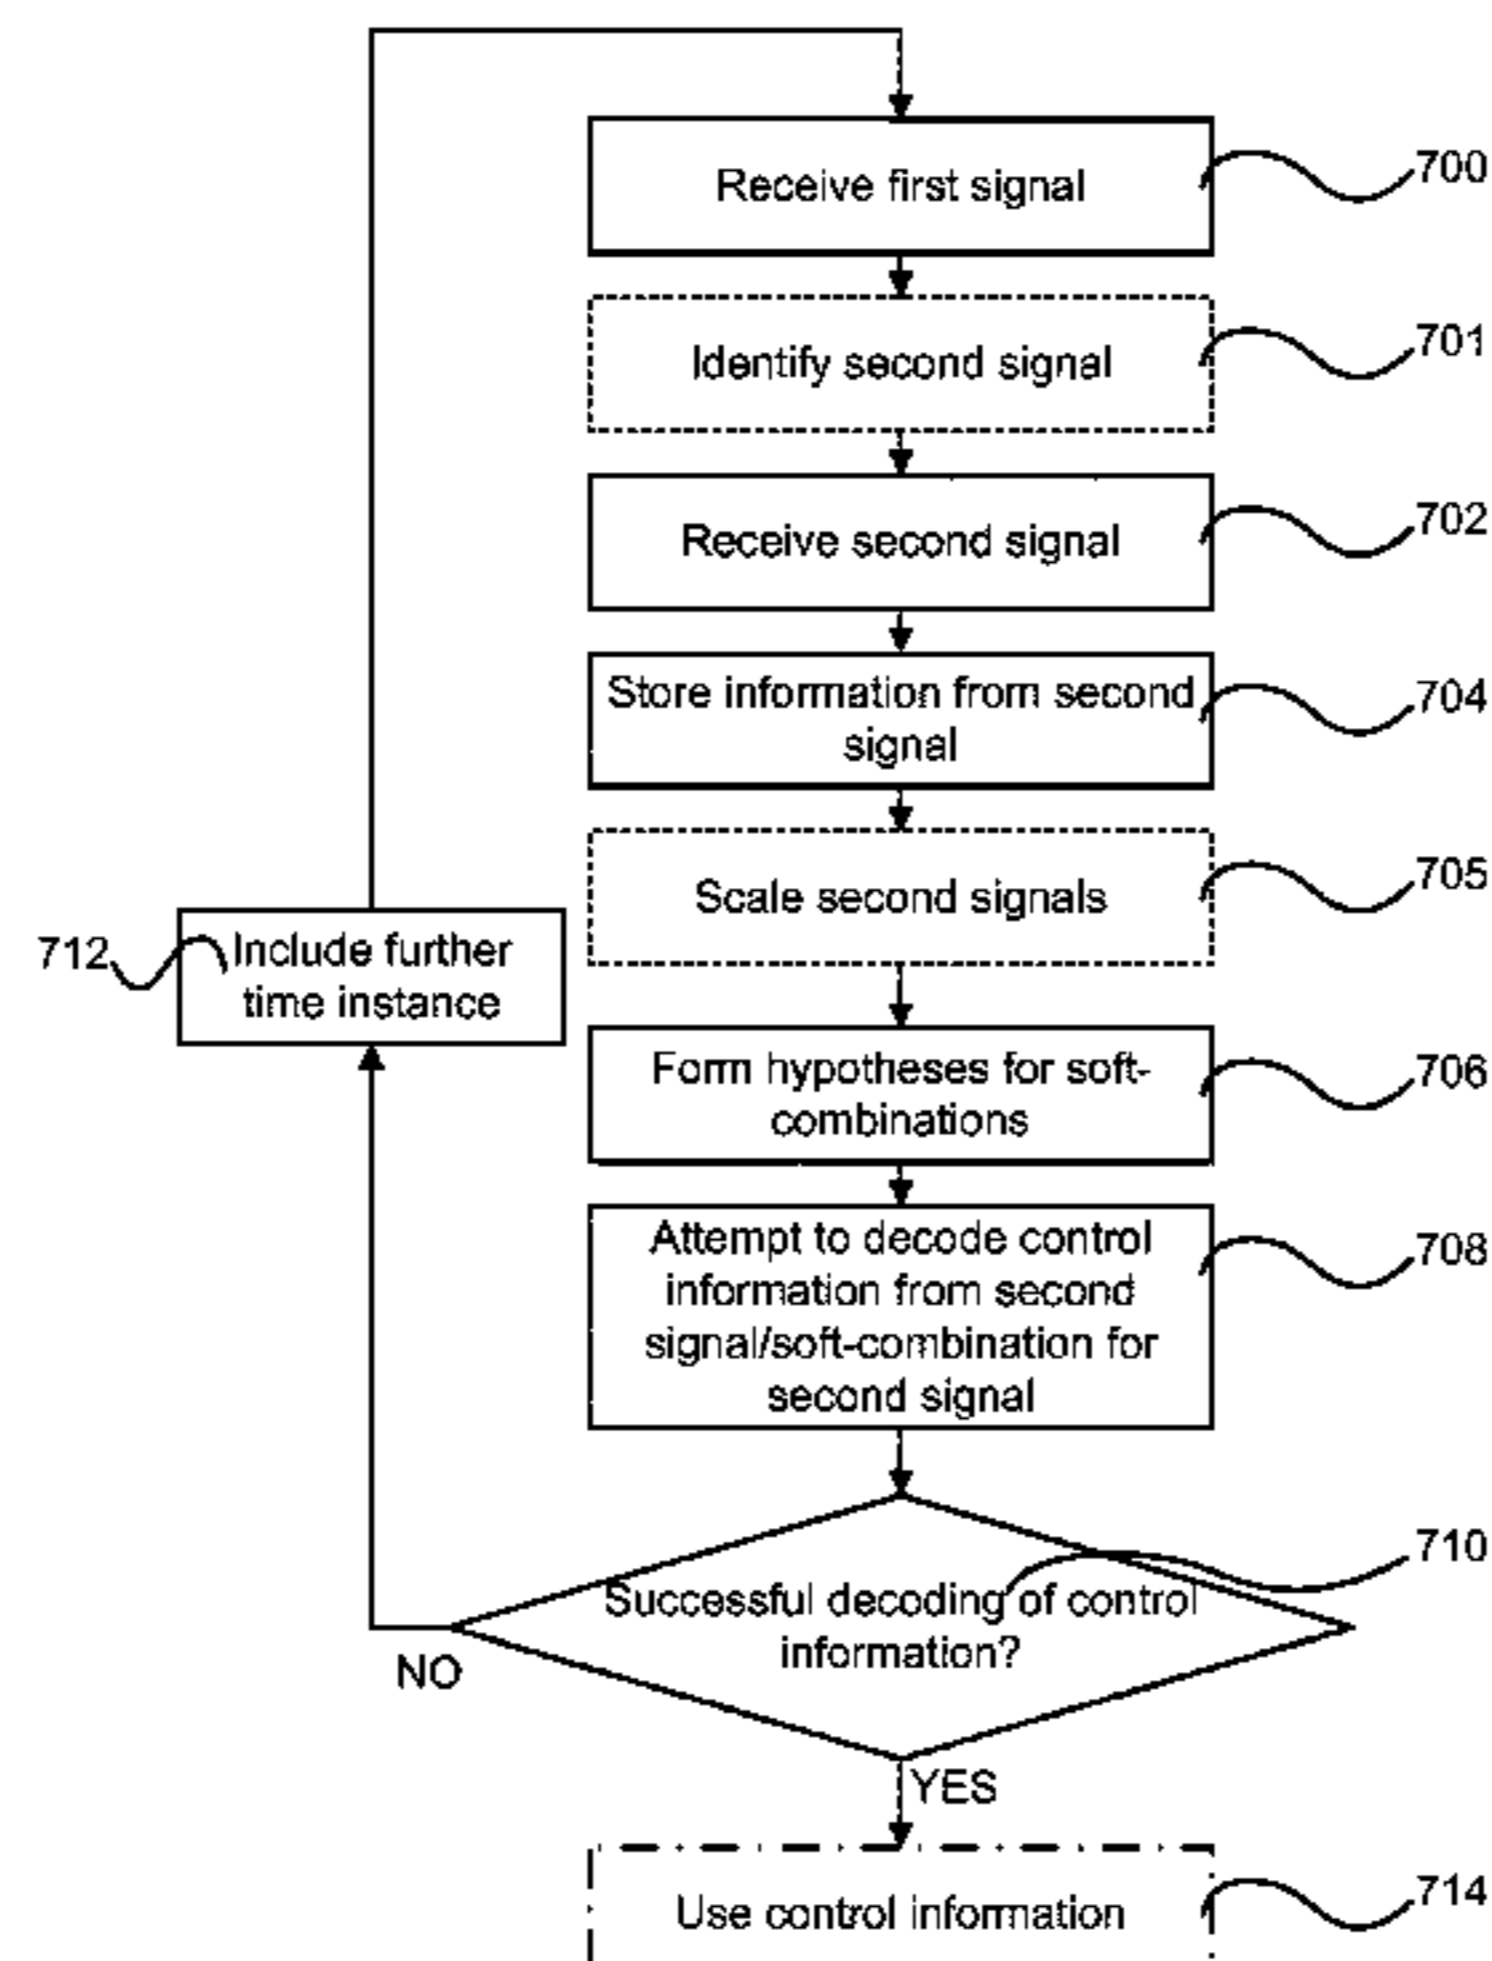 Receive first signal
700
Identify second signal
701
Receive second signal
702
Store information from second
signal
704
Scale second signals
705
712
Include further
time instance
Form hypotheses for soft-
combinations
706
Attempt to decode control
information from second
signal/soft-combination for
second signal
708
Successful decoding of control
information?
710
NO
YES
Use control information
714